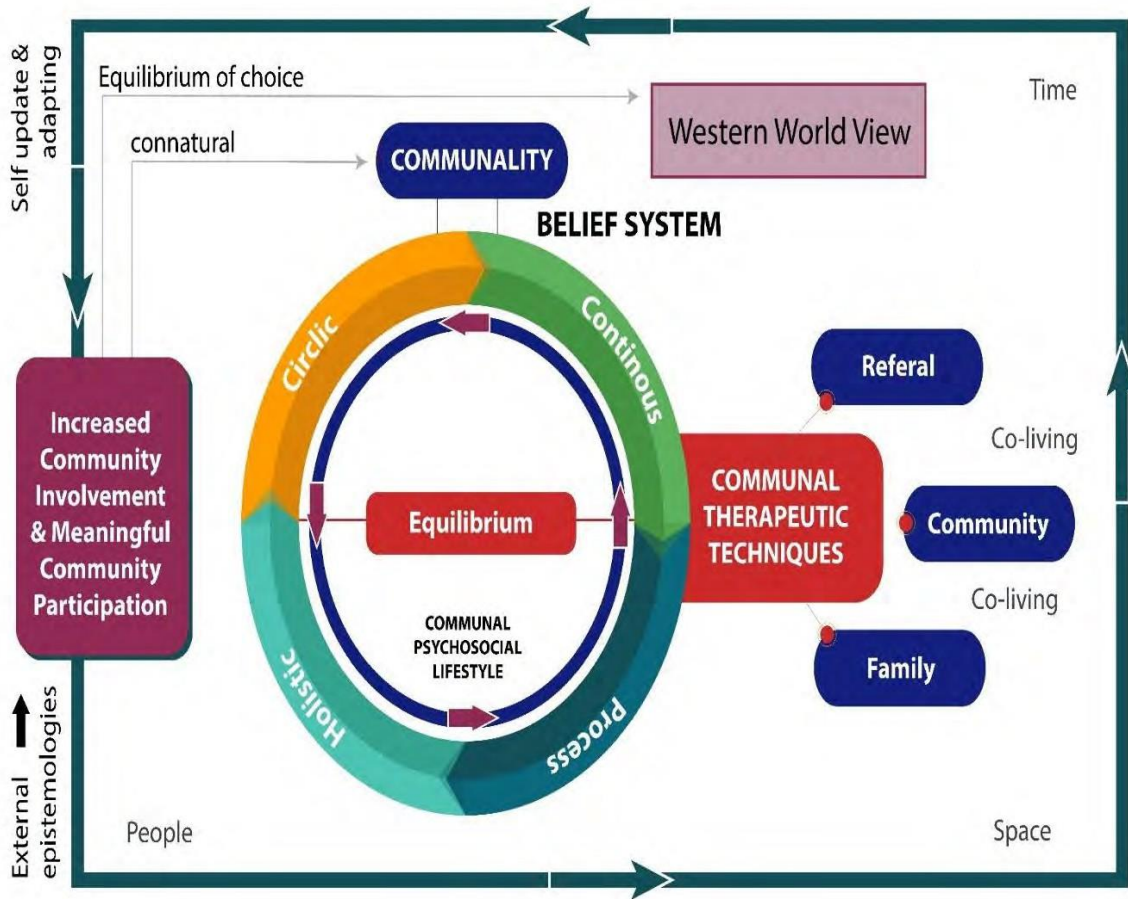 Self update &
adapting
Equilibrium of choice
connatural
COMMUNALITY
Western World View
Time
BELIEF SYSTEM
Circlic
Continous
Holistic
Process
Equilibrium
COMMUNAL
PSYCHOSOCIAL
LIFESTYLE
Increased
Community
Involvement
& Meaningful
Community
Participation
COMMUNAL
THERAPEUTIC
TECHNIQUES
Referal
Co-living
Community
Co-living
Family
External
epistemologies
People
Space